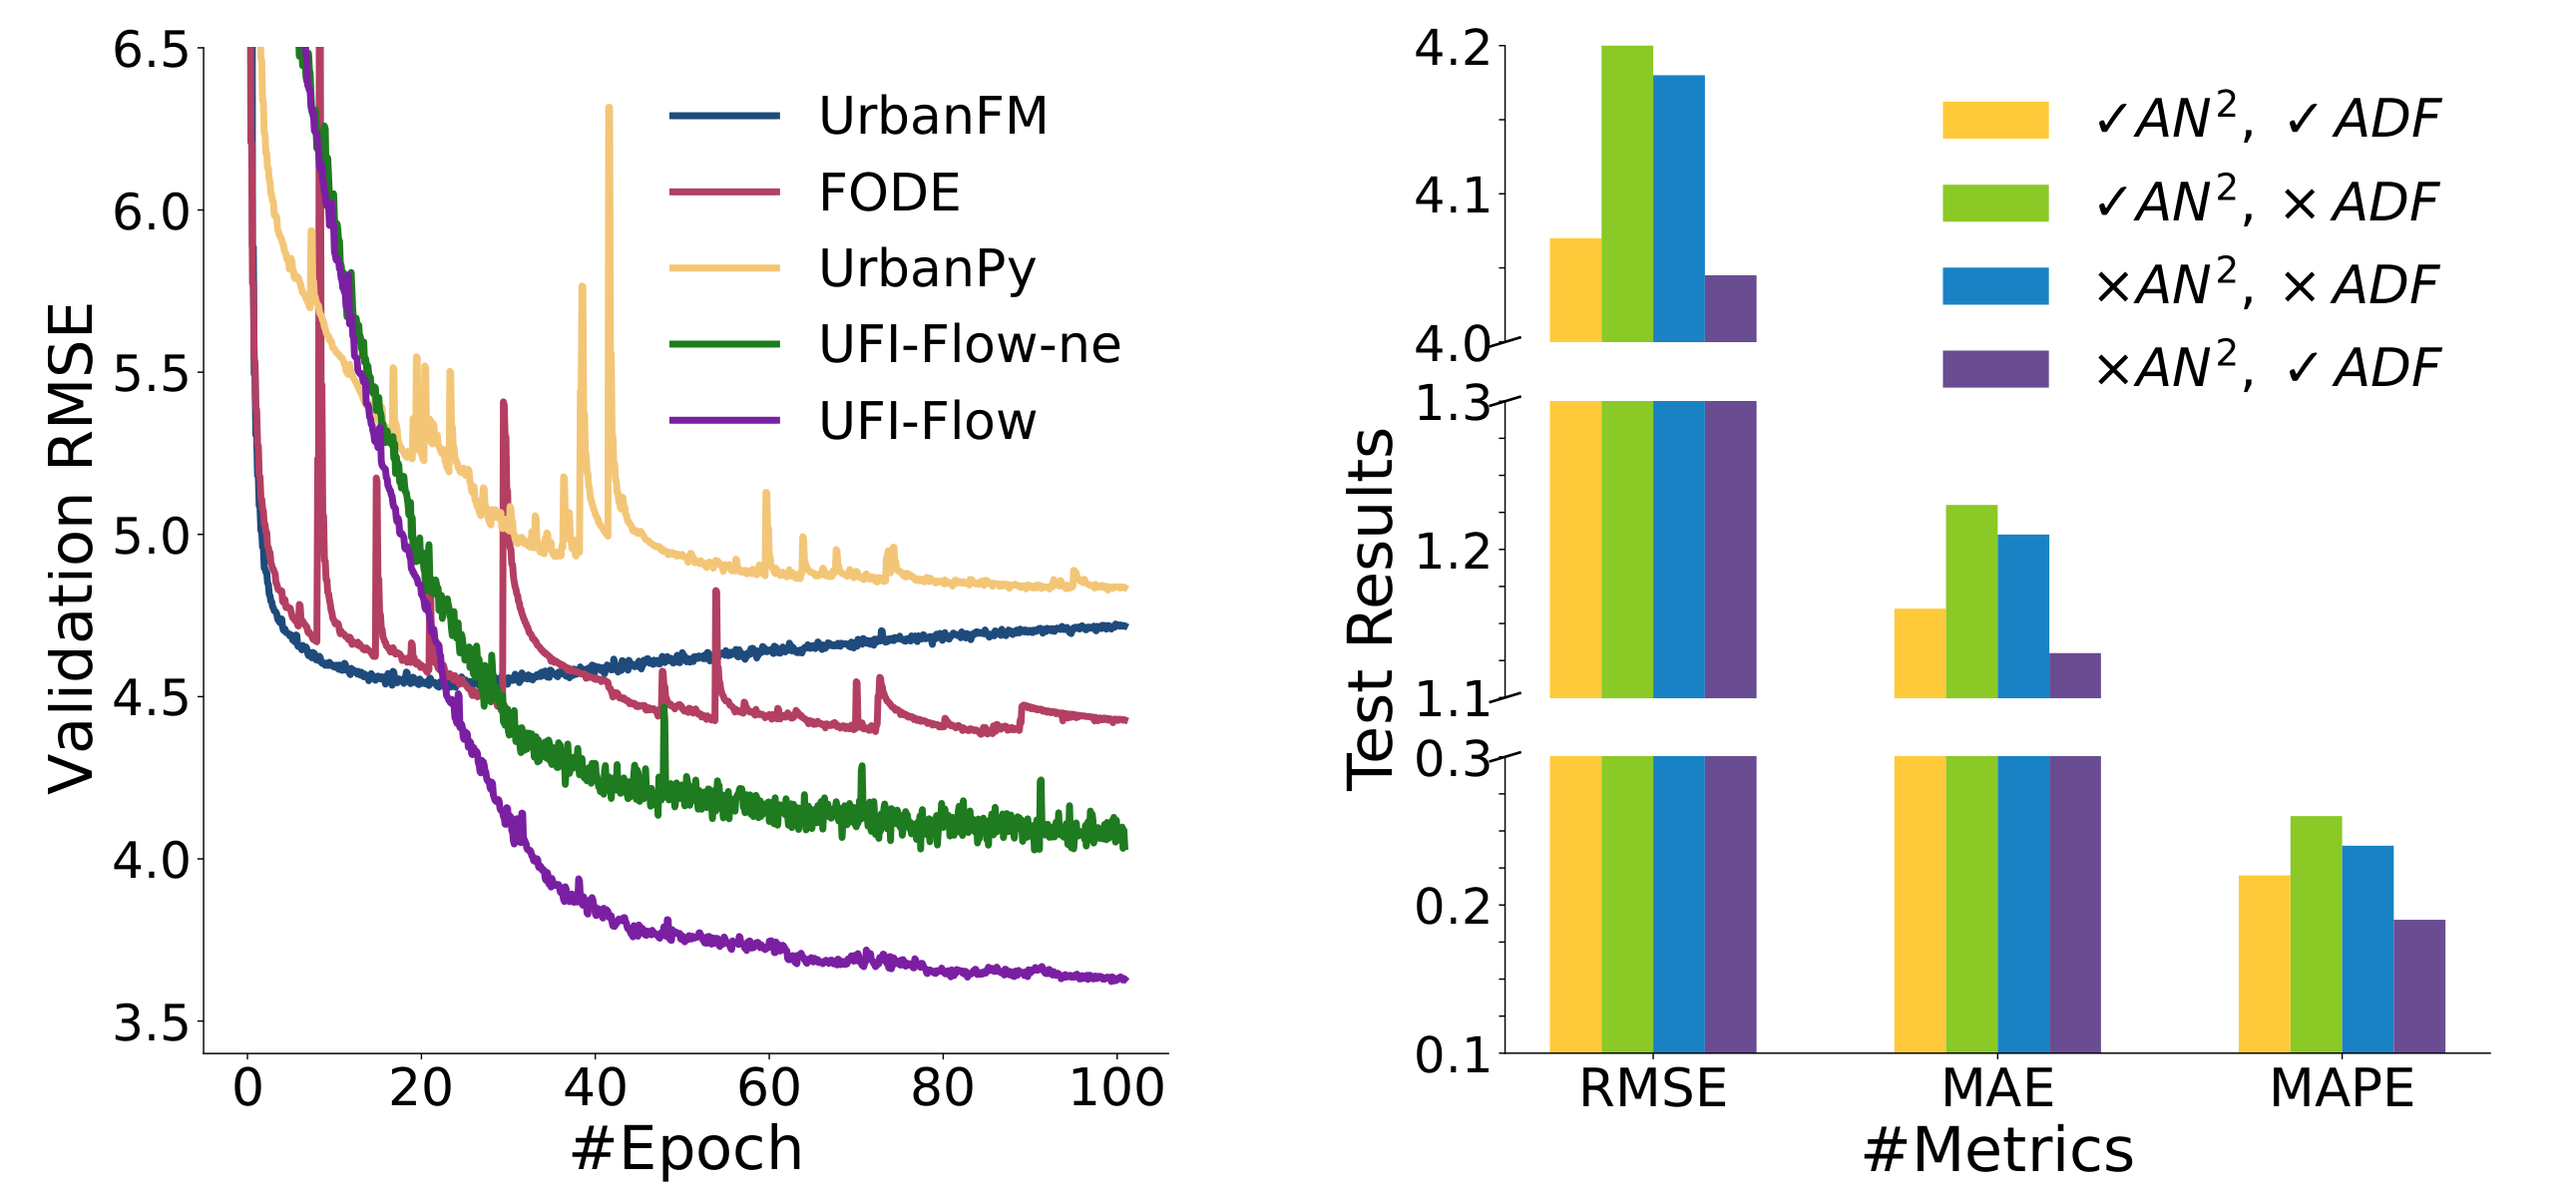 Validation RMSE
6.5
6.0
5.5
5.0
4.5
4.0
3.5
0 20 40 60 80 100
#Epoch
UrbanFM
FODE
UrbanPy
UFI-Flow-ne
UFI-Flow
Test Results
4.2
4.1
4.0
1.3
1.2
1.1
0.3
0.2
0.1
RMSE MAE MAPE
#Metrics
✓AN², ✓ADF
✓AN², ×ADF
×AN², ×ADF
×AN², ✓ADF